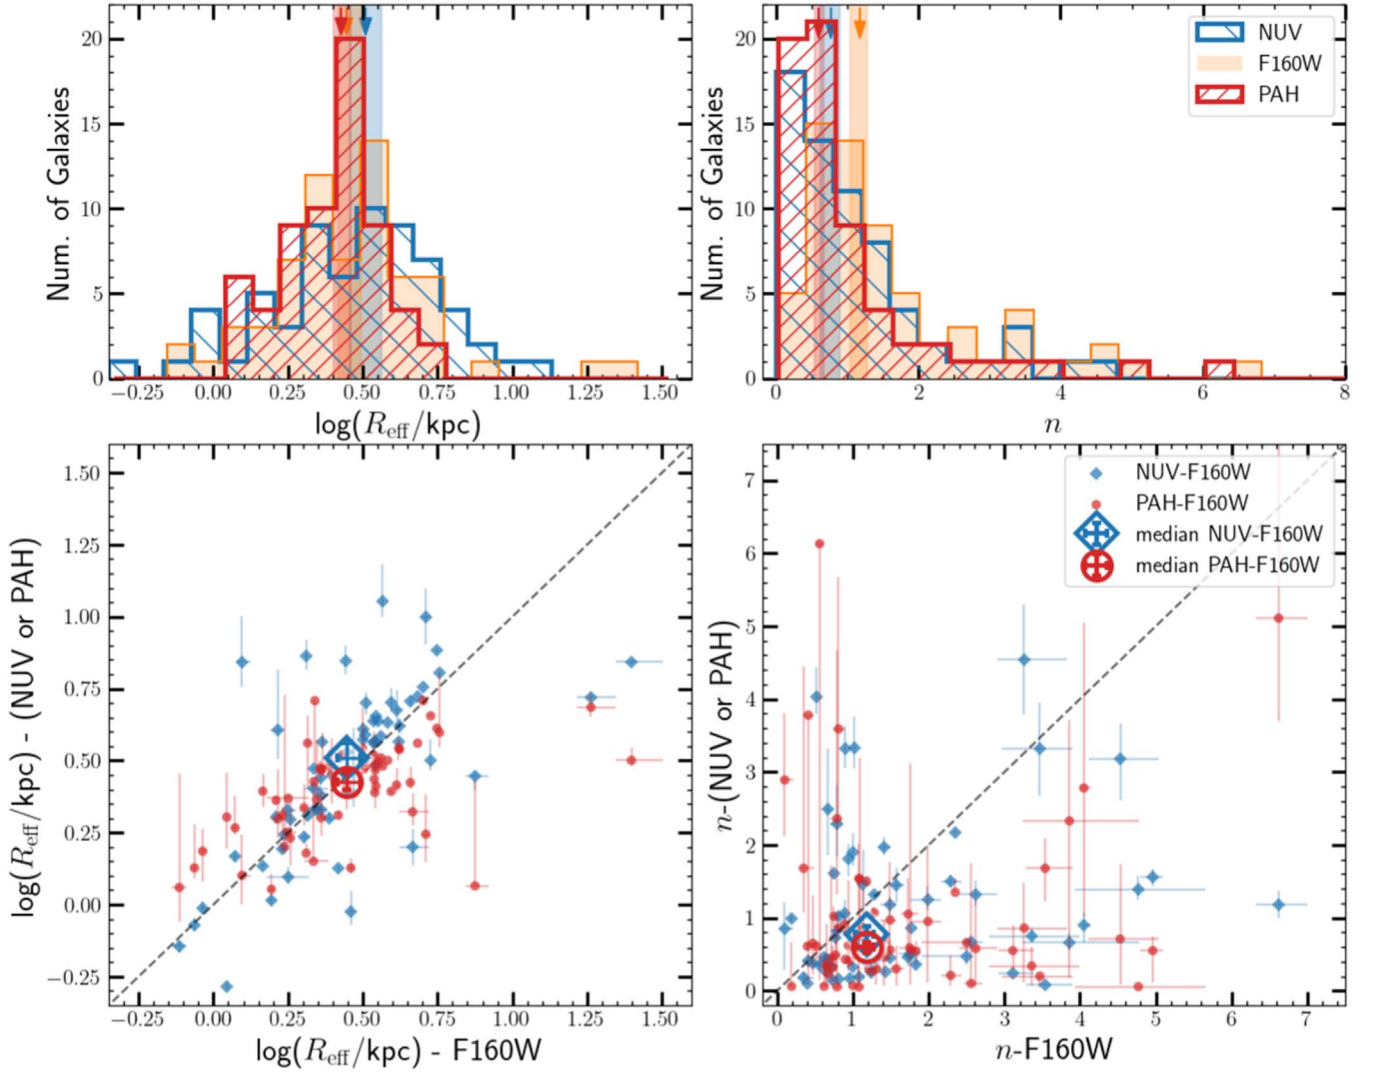 20
15
10
5
0
Num. of Galaxies
−0.25 0.00 0.25 0.50 0.75 1.00 1.25 1.50
log(R_eff/kpc)
20
15
10
5
0
Num. of Galaxies
NUV
F160W
PAH
0 2 4 6 8
n
1.50
1.25
1.00
0.75
0.50
0.25
0.00
−0.25
log(R_eff/kpc) - (NUV or PAH)
−0.25 0.00 0.25 0.50 0.75 1.00 1.25 1.50
log(R_eff/kpc) - F160W
7
6
5
4
3
2
1
0
n-(NUV or PAH)
NUV-F160W
PAH-F160W
median NUV-F160W
median PAH-F160W
0 1 2 3 4 5 6 7
n-F160W